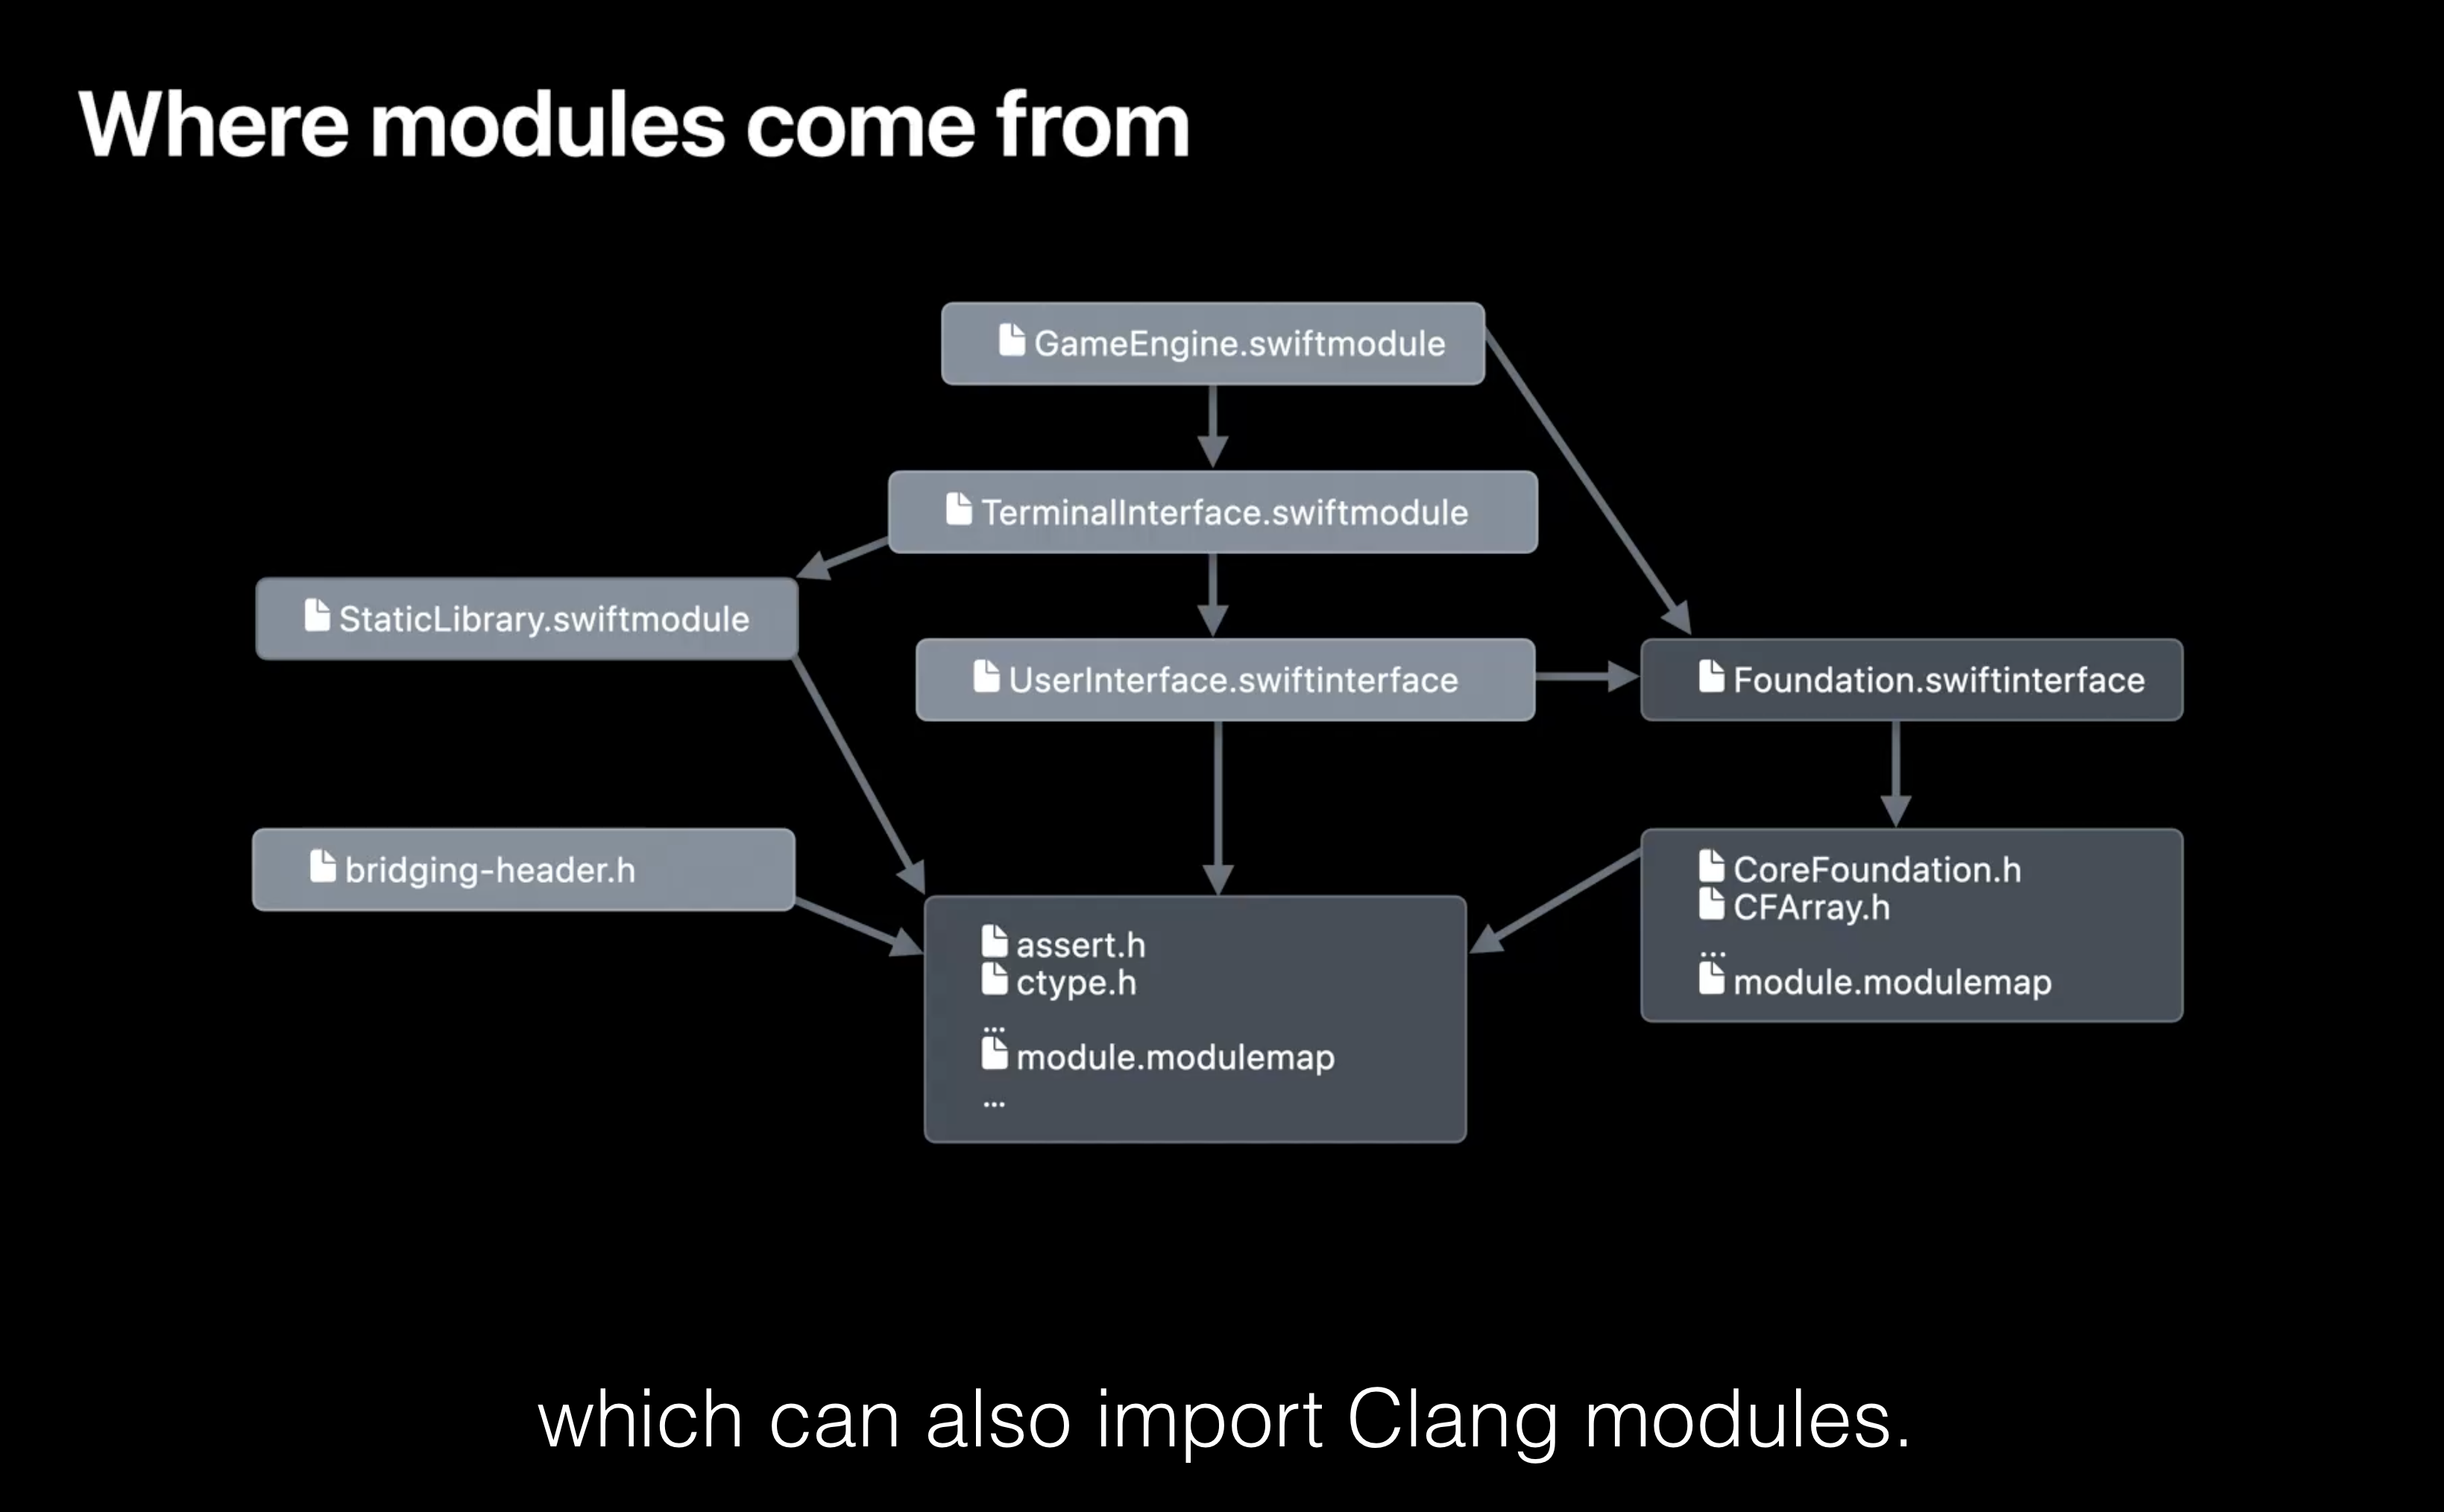 Where modules come from
GameEngine.swiftmodule
TerminalInterface.swiftmodule
StaticLibrary.swiftmodule
UserInterface.swiftinterface
Foundation.swiftinterface
bridging-header.h
assert.h
ctype.h
...
module.modulemap
...
CoreFoundation.h
CFArray.h
...
module.modulemap
which can also import Clang modules.